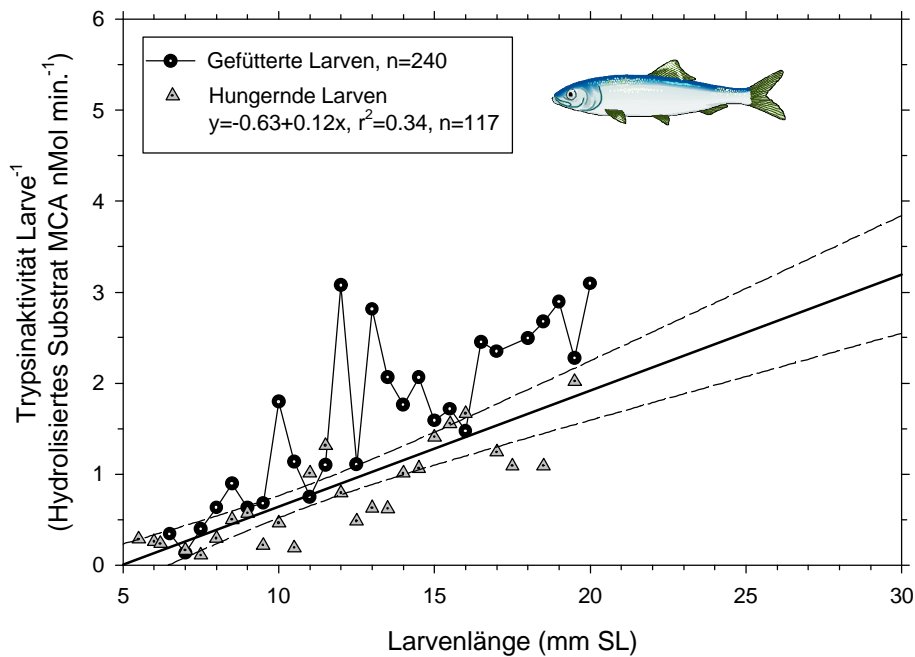 6
5
4
3
2
1
0
Trypsinaktivität Larve⁻¹
(Hydrolisiertes Substrat MCA nMol min.⁻¹)
Gefütterte Larven, n=240
Hungernde Larven
y=-0.63+0.12x, r²=0.34, n=117
5 10 15 20 25 30
Larvenlänge (mm SL)